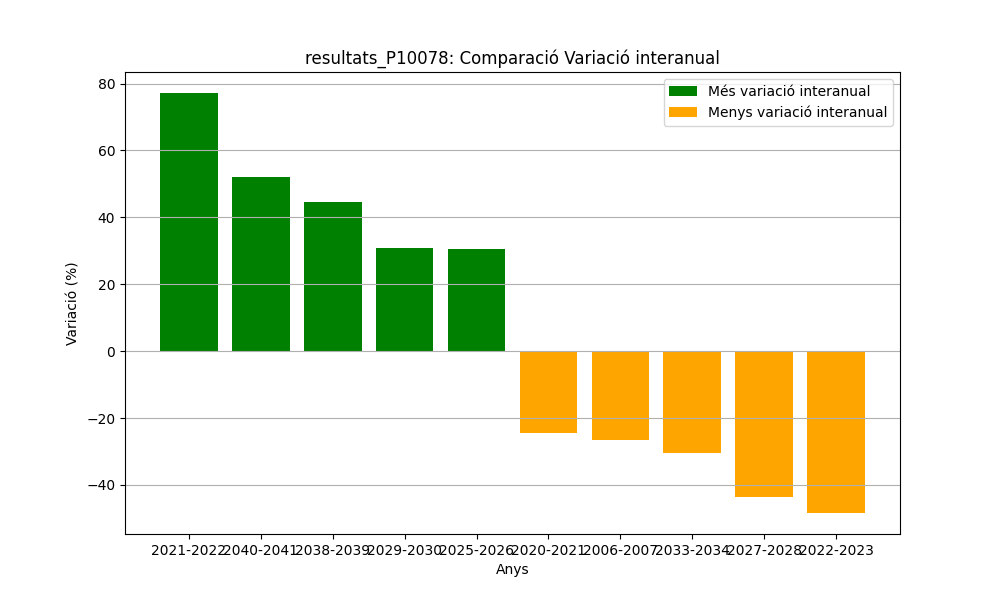 resultats_P10078: Comparació Variació interanual
Més variació interanual
Menys variació interanual
Variació (%)
80
60
40
20
0
−20
−40
2021-2022 2040-2041 2038-2039 2029-2030 2025-2026 2020-2021 2006-2007 2033-2034 2027-2028 2022-2023
Anys